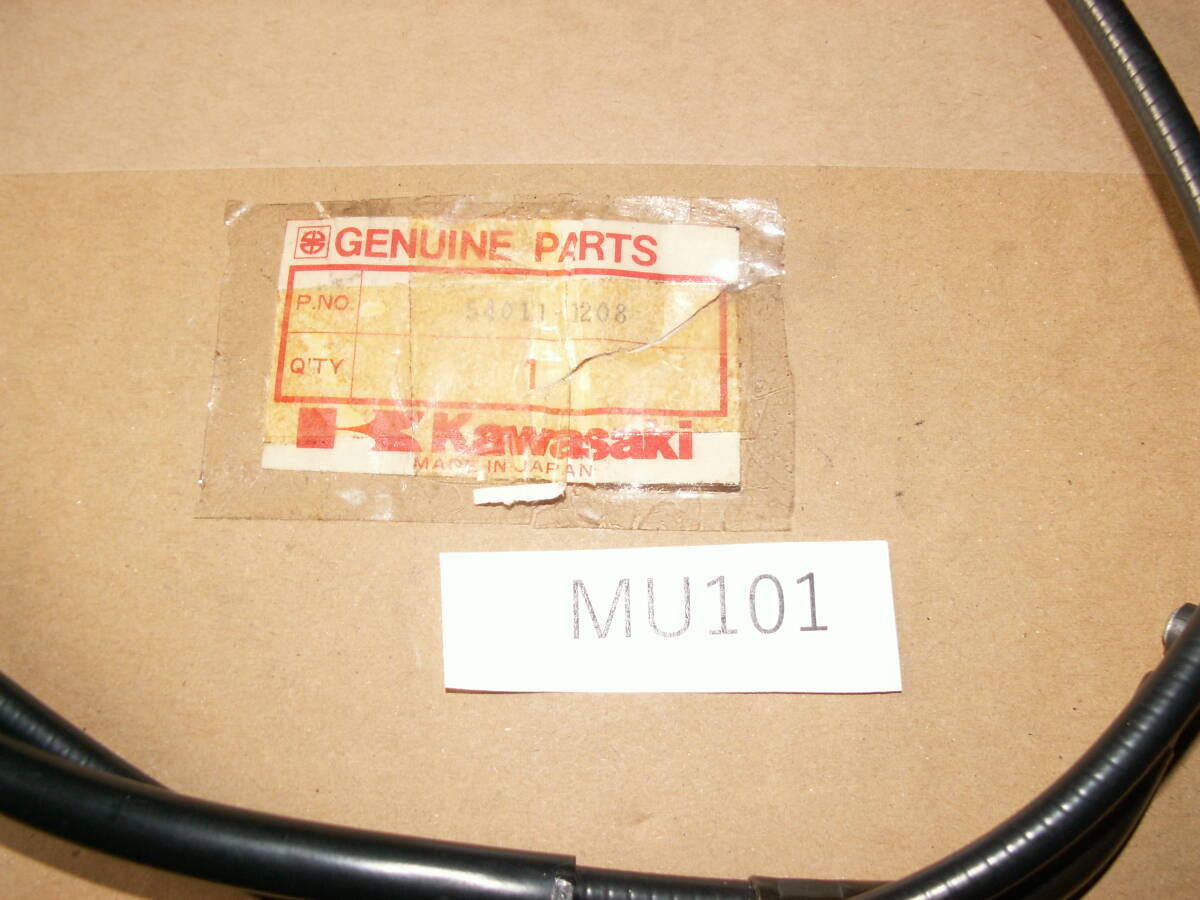 GENUINE PARTS
P.NO. 54011-1208
Q'TY 1
Kawasaki
MADE IN JAPAN
MU101